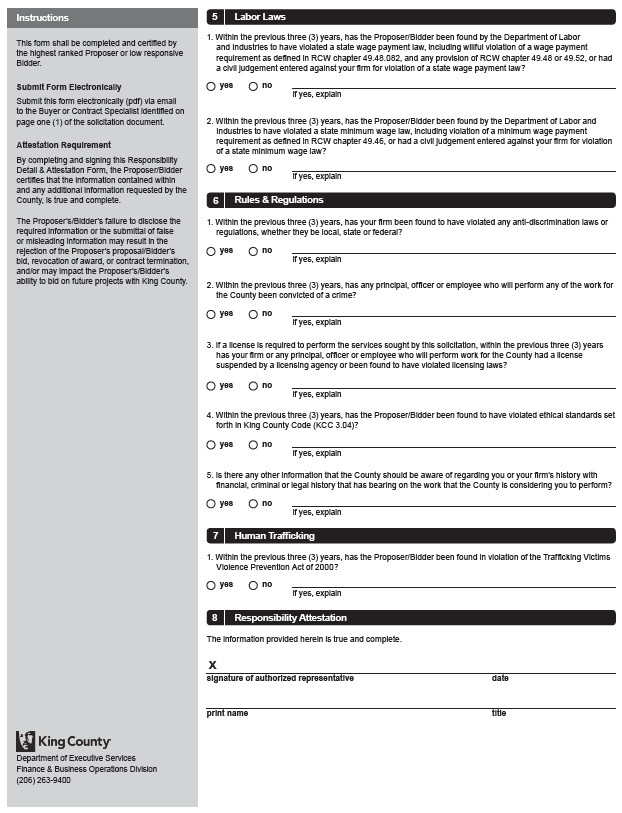 Instructions
This form shall be completed and certified by
the highest ranked Proposer or low responsive
Bidder.
Submit Form Electronically
Submit this form electronically (pdf) via email
to the Buyer or Contract Specialist identified on
page one (1) of the solicitation document.
Attestation Requirement
By completing and signing this Responsibility
Detail & Attestation Form, the Proposer/Bidder
certifies that the information contained within
and any additional information requested by the
County, is true and complete.
The Proposer's/Bidder's failure to disclose the
required information or the submittal of false
or misleading information may result in the
rejection of the Proposer's proposal/Bidder's
bid, revocation of award, or contract termination,
and/or may impact the Proposer's/Bidder's
ability to bid on future projects with King County.
King County
Department of Executive Services
Finance & Business Operations Division
(206) 263-9400
5 Labor Laws
1. Within the previous three (3) years, has the Proposer/Bidder been found by the Department of Labor
and Industries to have violated a state wage payment law, including willful violation of a wage payment
requirement as defined in RCW chapter 49.48.082, and any provision of RCW chapter 49.48 or 49.52, or had
a civil judgement entered against your firm for violation of a state wage payment law?
yes no
if yes, explain
2. Within the previous three (3) years, has the Proposer/Bidder been found by the Department of Labor and
Industries to have violated a state minimum wage law, including violation of a minimum wage payment
requirement as defined in RCW chapter 49.46, or had a civil judgement entered against your firm for violation
of a state minimum wage law?
yes no
if yes, explain
6 Rules & Regulations
1. Within the previous three (3) years, has your firm been found to have violated any anti-discrimination laws or
regulations, whether they be local, state or federal?
yes no
if yes, explain
2. Within the previous three (3) years, has any principal, officer or employee who will perform any of the work for
the County been convicted of a crime?
yes no
if yes, explain
3. If a license is required to perform the services sought by this solicitation, within the previous three (3) years
has your firm or any principal, officer or employee who will perform work for the County had a license
suspended by a licensing agency or been found to have violated licensing laws?
yes no
if yes, explain
4. Within the previous three (3) years, has the Proposer/Bidder been found to have violated ethical standards set
forth in King County Code (KCC 3.04)?
yes no
if yes, explain
5. Is there any other information that the County should be aware of regarding you or your firm's history with
financial, criminal or legal history that has bearing on the work that the County is considering you to perform?
yes no
if yes, explain
7 Human Trafficking
1. Within the previous three (3) years, has the Proposer/Bidder been found in violation of the Trafficking Victims
Violence Prevention Act of 2000?
yes no
if yes, explain
8 Responsibility Attestation
The information provided herein is true and complete.
X
signature of authorized representative date
print name title